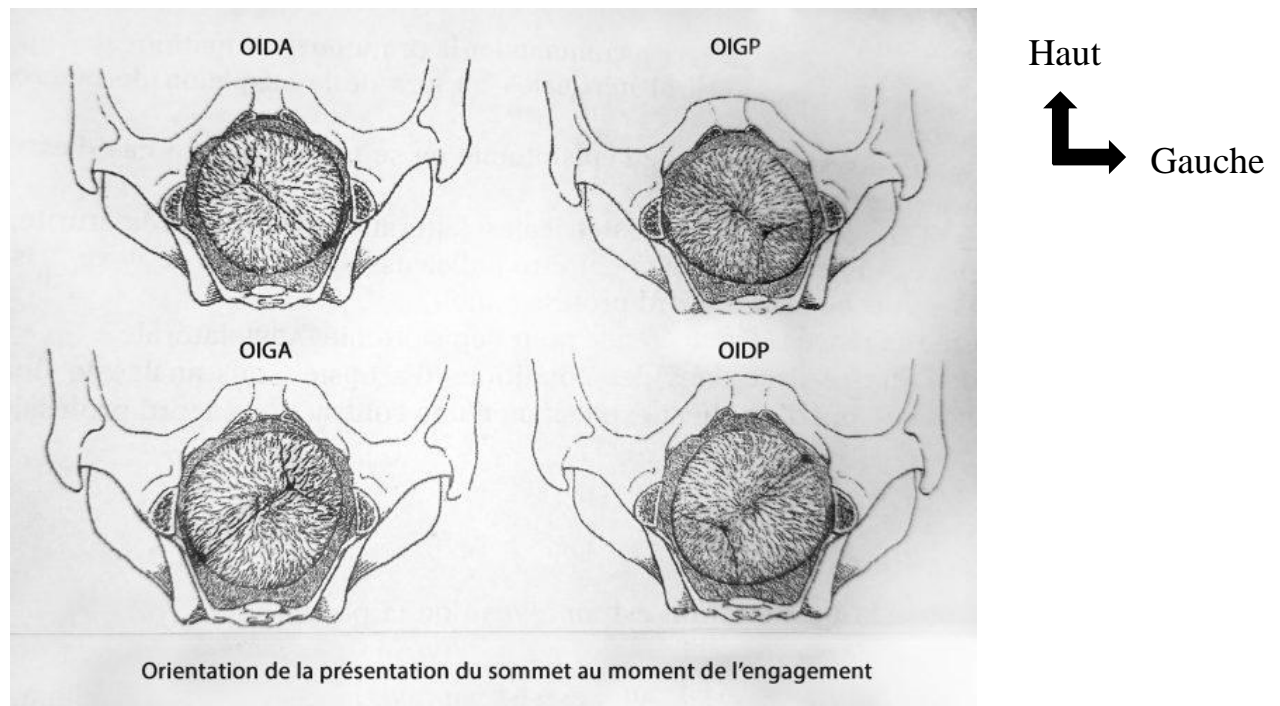 OIDA
OIGP
Haut
Gauche
OIGA
OIDP
Orientation de la présentation du sommet au moment de l'engagement